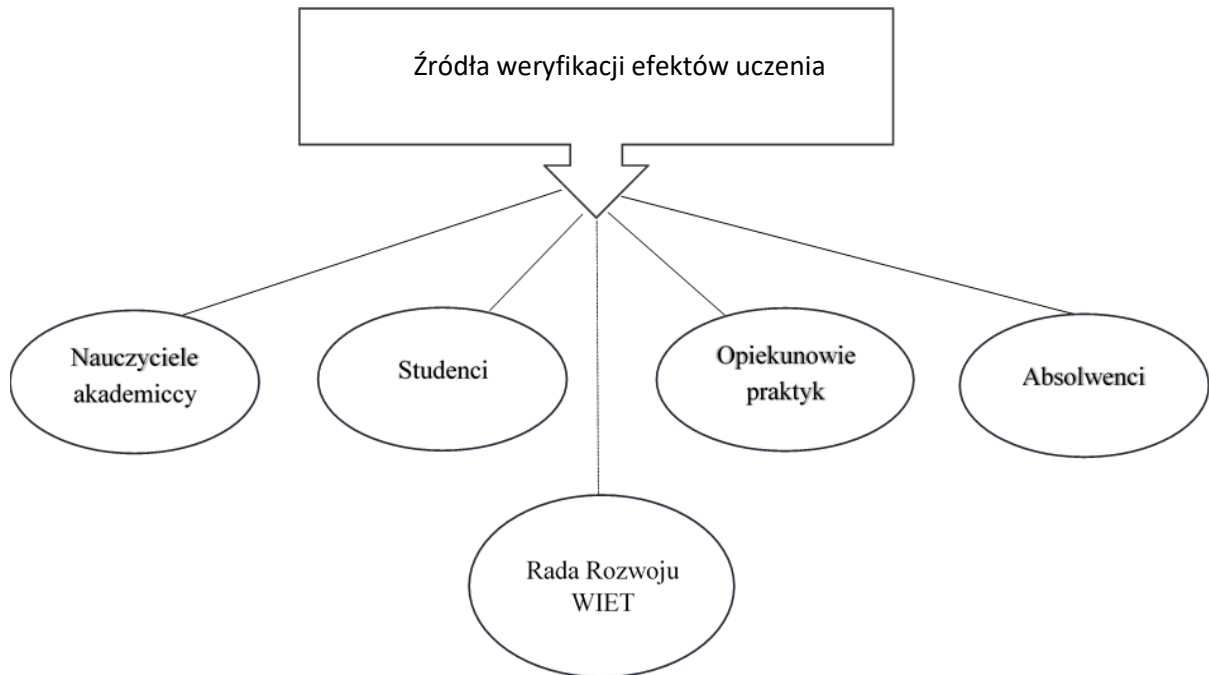 Źródła weryfikacji efektów uczenia
Nauczyciele
akademiccy
Studenci
Opiekunowie
praktyk
Absolwenci
Rada Rozwoju
WIET